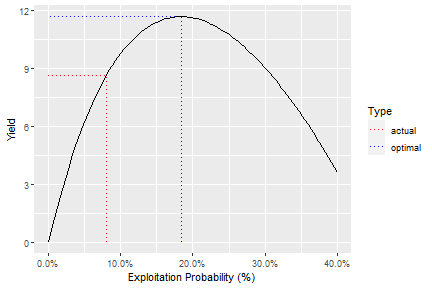 12
9
6
3
0
Yield
0.0%
10.0%
20.0%
30.0%
40.0%
Exploitation Probability (%)
Type
actual
optimal